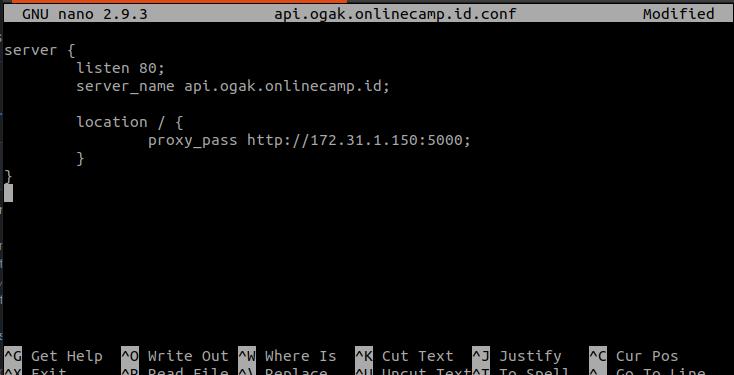 GNU nano 2.9.3 api.ogak.onlinecamp.id.conf Modified
server {
listen 80;
server_name api.ogak.onlinecamp.id;
location / {
proxy_pass http://172.31.1.150:5000;
}
}
^G Get Help ^O Write Out ^W Where Is ^K Cut Text ^J Justify ^C Cur Pos
^X Exit ^R Read File ^\ Replace ^U Uncut Text ^T To Spell ^_ Go To Line